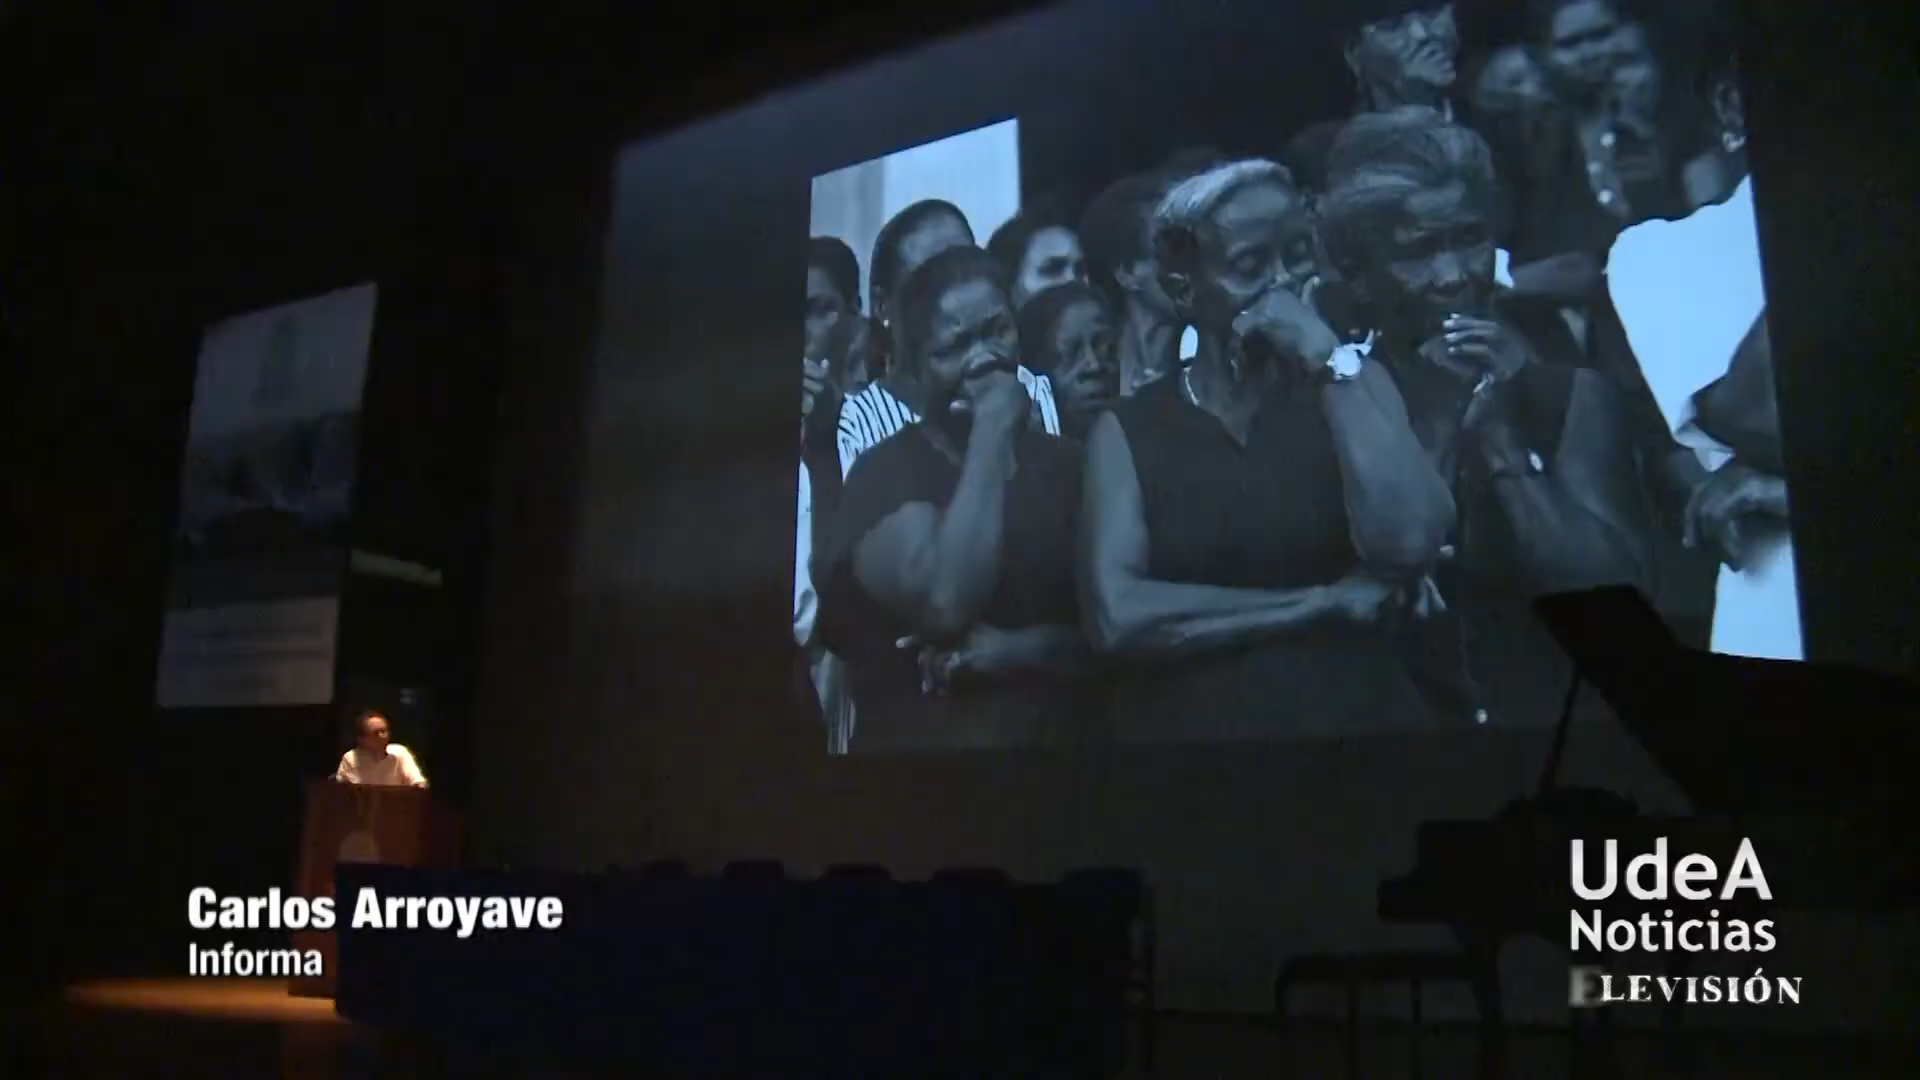 Carlos Arroyave
Informa
UdeA
Noticias
ELEVISIÓN